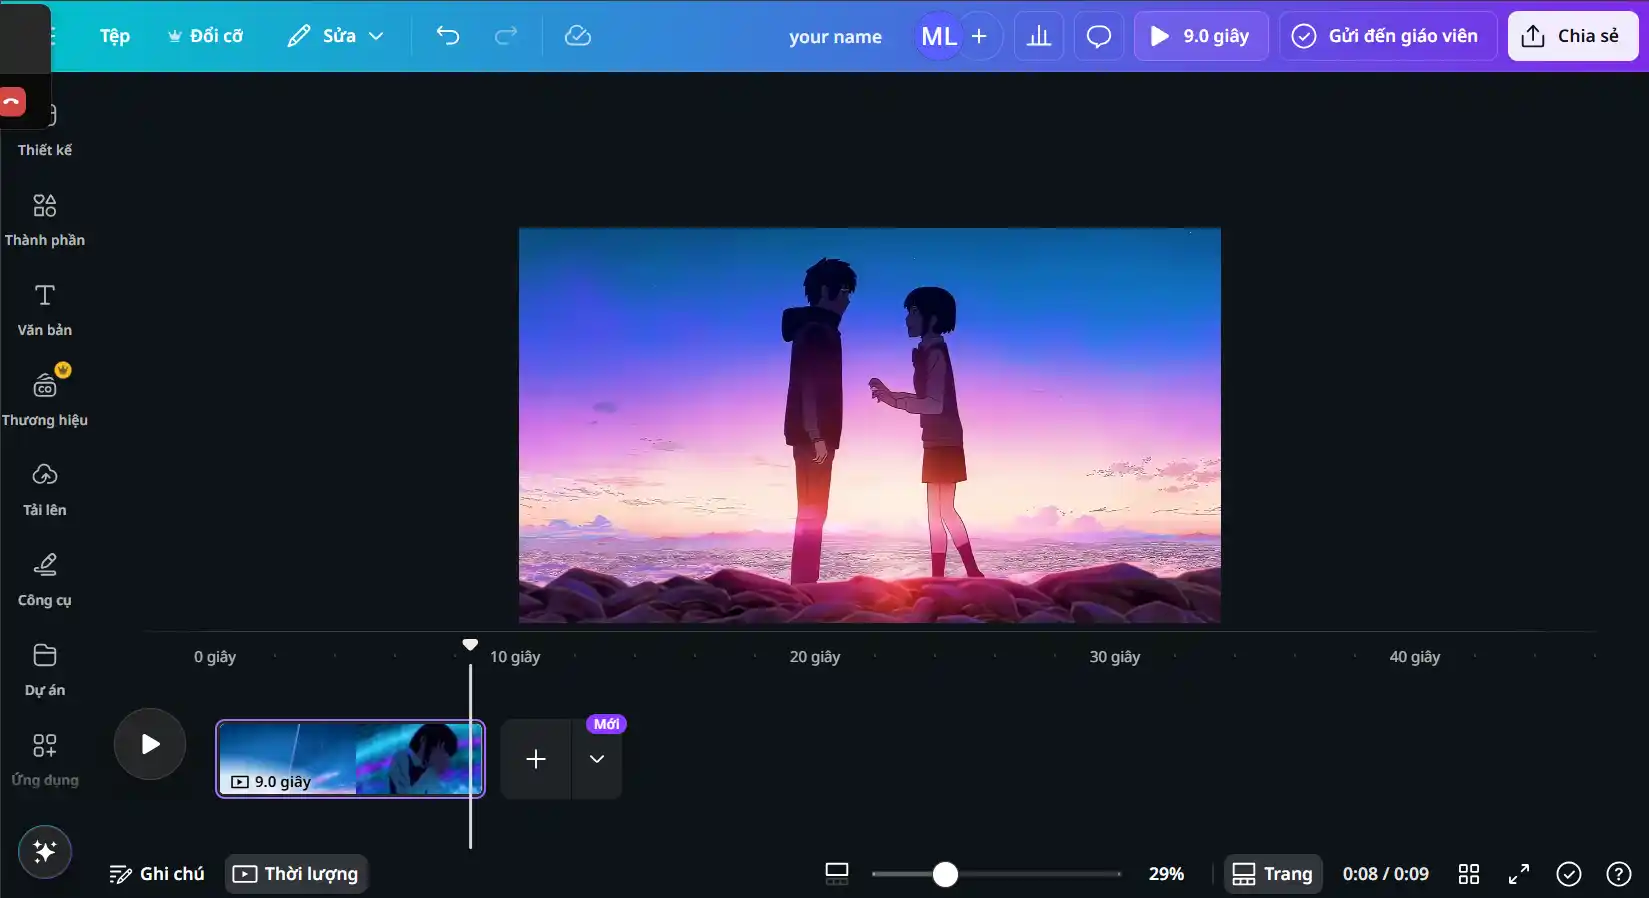 Tệp
Đổi cỡ
Sửa
your name
ML
9.0 giây
Gửi đến giáo viên
Chia sẻ
Thiết kế
Thành phần
Văn bản
CO
Thương hiệu
Tải lên
Công cụ
Dự án
Ứng dụng
0 giây
10 giây
20 giây
30 giây
40 giây
Mới
9.0 giây
Ghi chú
Thời lượng
29%
Trang
0:08 / 0:09